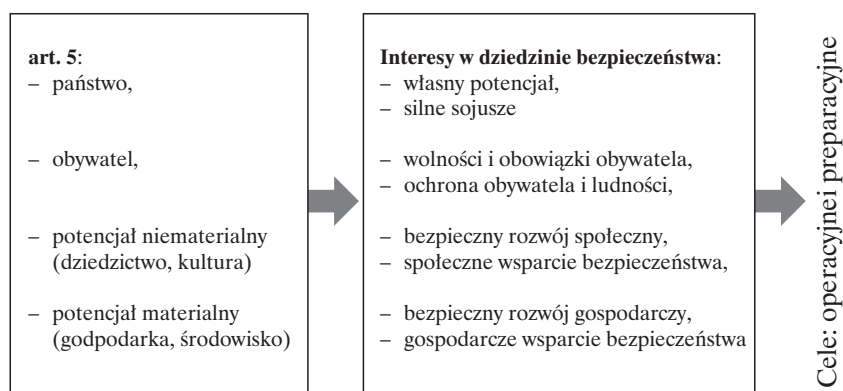 art. 5:
– państwo,
– obywatel,
– potencjał niematerialny
(dziedzictwo, kultura)
– potencjał materialny
(godpodarka, środowisko)
Interesy w dziedzinie bezpieczeństwa:
– własny potencjał,
– silne sojusze
– wolności i obowiązki obywatela,
– ochrona obywatela i ludności,
– bezpieczny rozwój społeczny,
– społeczne wsparcie bezpieczeństwa,
– bezpieczny rozwój gospodarczy,
– gospodarcze wsparcie bezpieczeństwa
Cele: operacyjnei preparacyjne